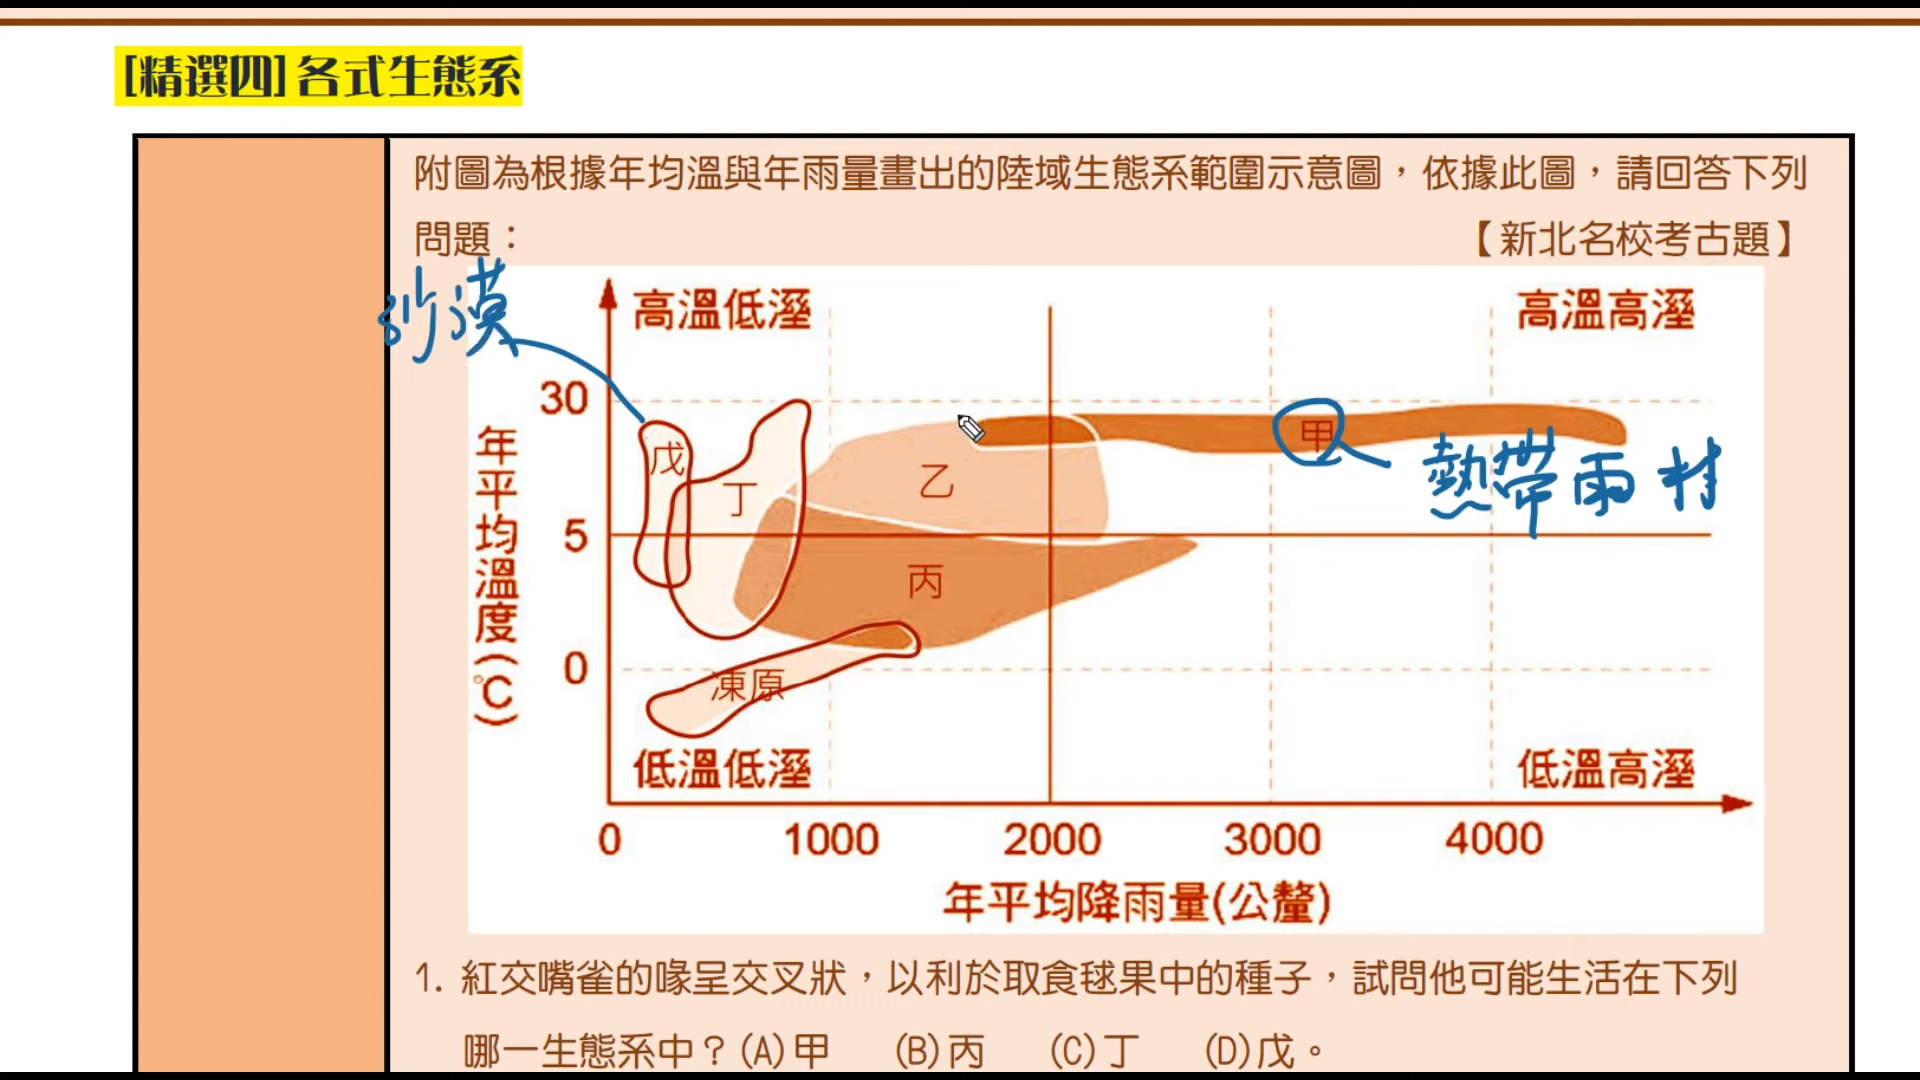 [精選四]各式生態系
附圖為根據年均溫與年雨量畫出的陸域生態系範圍示意圖，依據此圖，請回答下列
問題：
【新北名校考古題】
沙漠
高溫低溼
高溫高溼
30
5
0
年平均溫度(℃)
戊
丁
乙
甲
熱帶雨林
丙
凍原
低溫低溼
低溫高溼
0 1000 2000 3000 4000
年平均降雨量(公釐)
1. 紅交嘴雀的喙呈交叉狀，以利於取食毬果中的種子，試問他可能生活在下列
哪一生態系中？(A)甲 (B)丙 (C)丁 (D)戊。